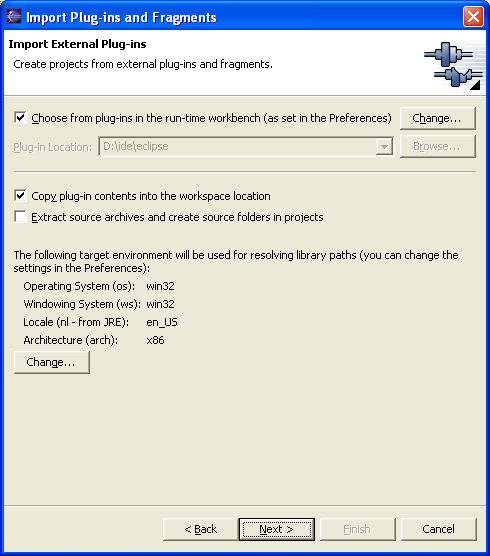 Import Plug-ins and Fragments
Import External Plug-ins
Create projects from external plug-ins and fragments.
Choose from plug-ins in the run-time workbench (as set in the Preferences)
Change...
Plug-in Location:
D:\ide\eclipse
Browse...
Copy plug-in contents into the workspace location
Extract source archives and create source folders in projects
The following target environment will be used for resolving library paths (you can change the
settings in the Preferences):
Operating System (os): win32
Windowing System (ws): win32
Locale (nl - from JRE): en_US
Architecture (arch): x86
Change...
< Back
Next >
Finish
Cancel